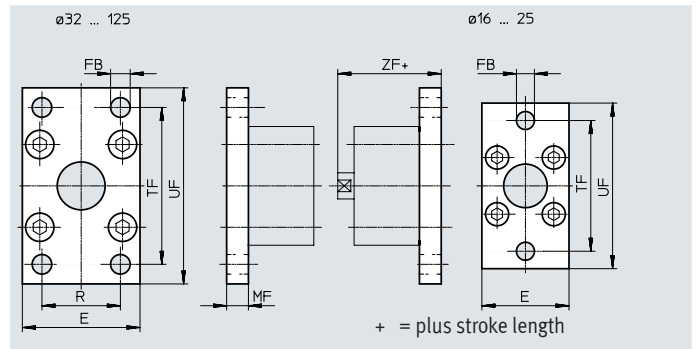 ø32 ... 125
ø16 ... 25
FB
ZF+
FB
TF
UF
TF
UF
R
MF
E
E
+ = plus stroke length